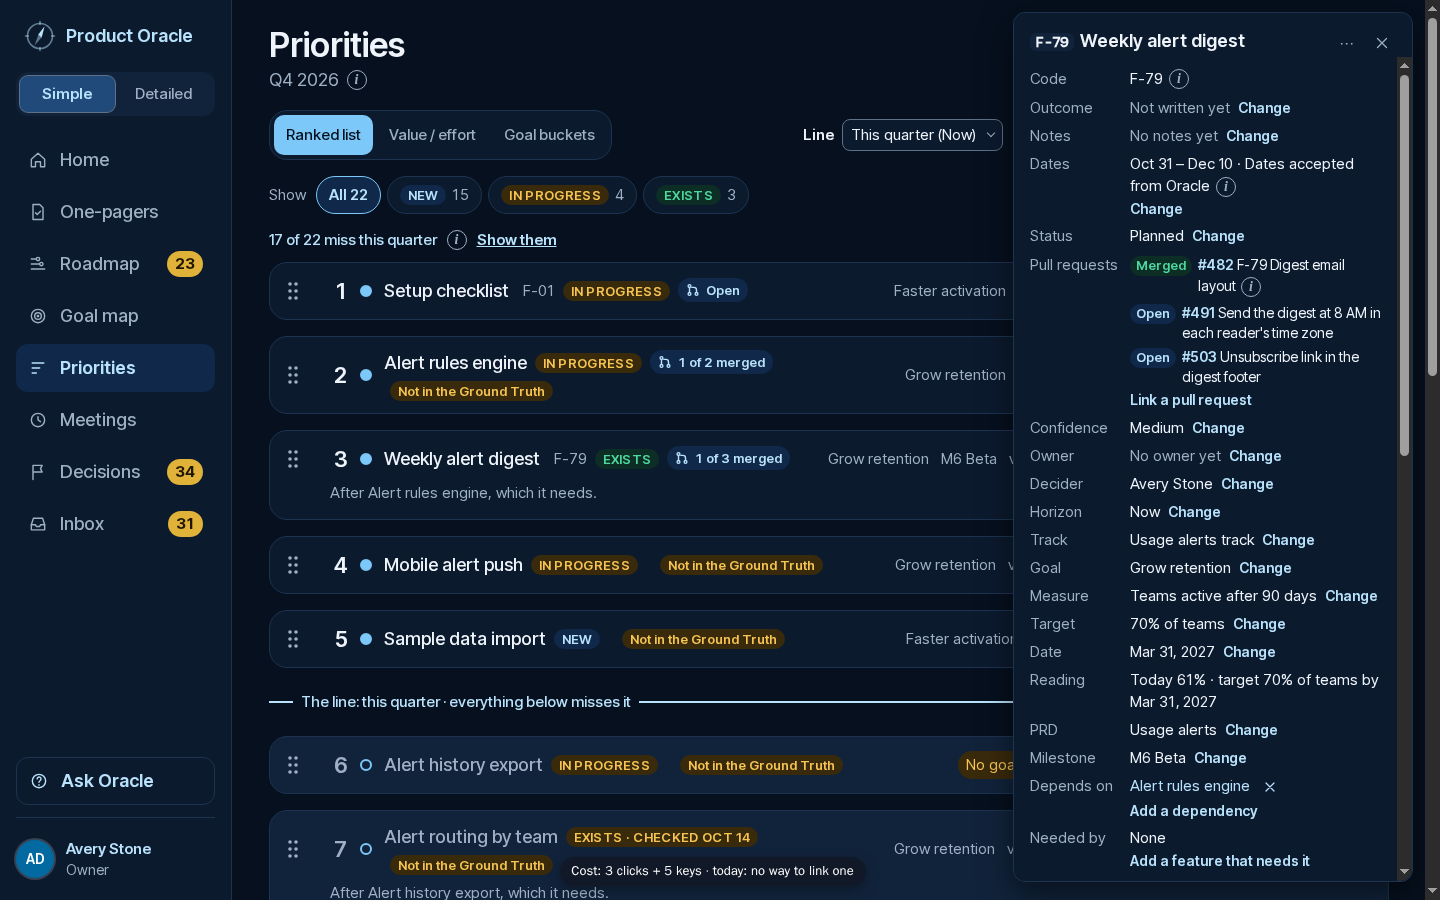 Product Oracle
Simple
Detailed
Home
One-pagers
Roadmap
23
Goal map
Priorities
Meetings
Decisions
34
Inbox
31
Ask Oracle
AD
Avery Stone
Owner
Priorities
Q4 2026 i
Ranked list
Value / effort
Goal buckets
Line
This quarter (Now)
Show
All 22
NEW 15
IN PROGRESS 4
EXISTS 3
17 of 22 miss this quarter i Show them
1 Setup checklist F-01 IN PROGRESS Open Faster activation
2 Alert rules engine IN PROGRESS 1 of 2 merged Grow retention
Not in the Ground Truth
3 Weekly alert digest F-79 EXISTS 1 of 3 merged Grow retention M6 Beta
After Alert rules engine, which it needs.
4 Mobile alert push IN PROGRESS Not in the Ground Truth Grow retention
5 Sample data import NEW Not in the Ground Truth Faster activation
The line: this quarter · everything below misses it
6 Alert history export IN PROGRESS Not in the Ground Truth No goa
7 Alert routing by team EXISTS · CHECKED OCT 14 Grow retention
Not in the Ground Truth
After Alert history export, which it needs.
Cost: 3 clicks + 5 keys · today: no way to link one
F-79 Weekly alert digest ... ×
Code F-79 i
Outcome Not written yet Change
Notes No notes yet Change
Dates Oct 31 – Dec 10 · Dates accepted
from Oracle i
Change
Status Planned Change
Pull requests Merged #482 F-79 Digest email
layout i
Open #491 Send the digest at 8 AM in
each reader's time zone
Open #503 Unsubscribe link in the
digest footer
Link a pull request
Confidence Medium Change
Owner No owner yet Change
Decider Avery Stone Change
Horizon Now Change
Track Usage alerts track Change
Goal Grow retention Change
Measure Teams active after 90 days Change
Target 70% of teams Change
Date Mar 31, 2027 Change
Reading Today 61% · target 70% of teams by
Mar 31, 2027
PRD Usage alerts Change
Milestone M6 Beta Change
Depends on Alert rules engine ×
Add a dependency
Needed by None
Add a feature that needs it